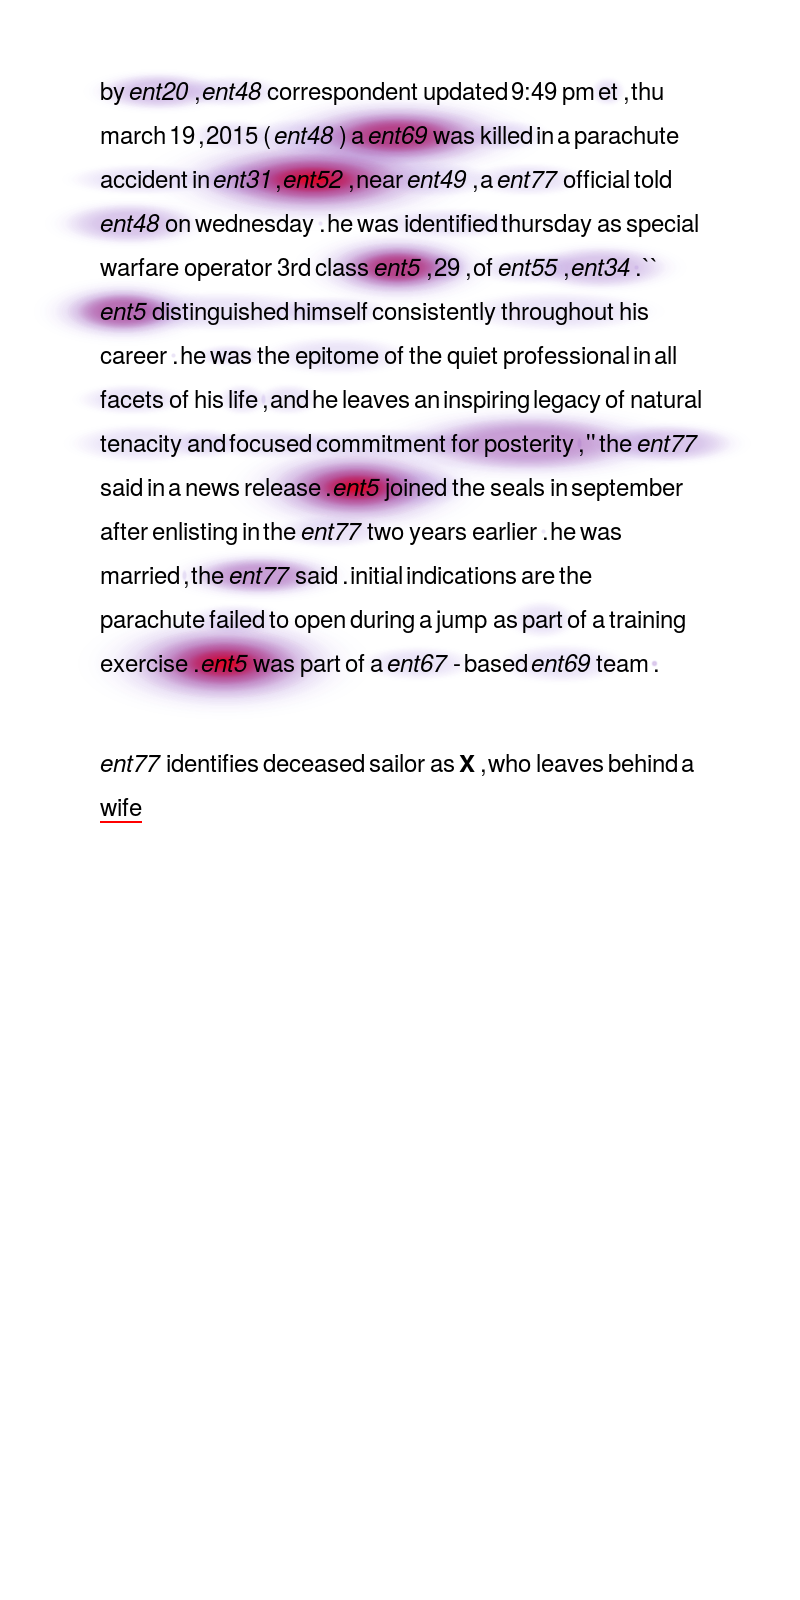 by ent20 , ent48 correspondent updated 9:49 pm et , thu
march 19 , 2015 ( ent48 ) a ent69 was killed in a parachute
accident in ent31 , ent52 , near ent49 , a ent77 official told
ent48 on wednesday . he was identified thursday as special
warfare operator 3rd class ent5 , 29 , of ent55 , ent34 . ``
ent5 distinguished himself consistently throughout his
career . he was the epitome of the quiet professional in all
facets of his life , and he leaves an inspiring legacy of natural
tenacity and focused commitment for posterity , '' the ent77
said in a news release . ent5 joined the seals in september
after enlisting in the ent77 two years earlier . he was
married , the ent77 said . initial indications are the
parachute failed to open during a jump as part of a training
exercise . ent5 was part of a ent67 - based ent69 team .
ent77 identifies deceased sailor as X , who leaves behind a
wife